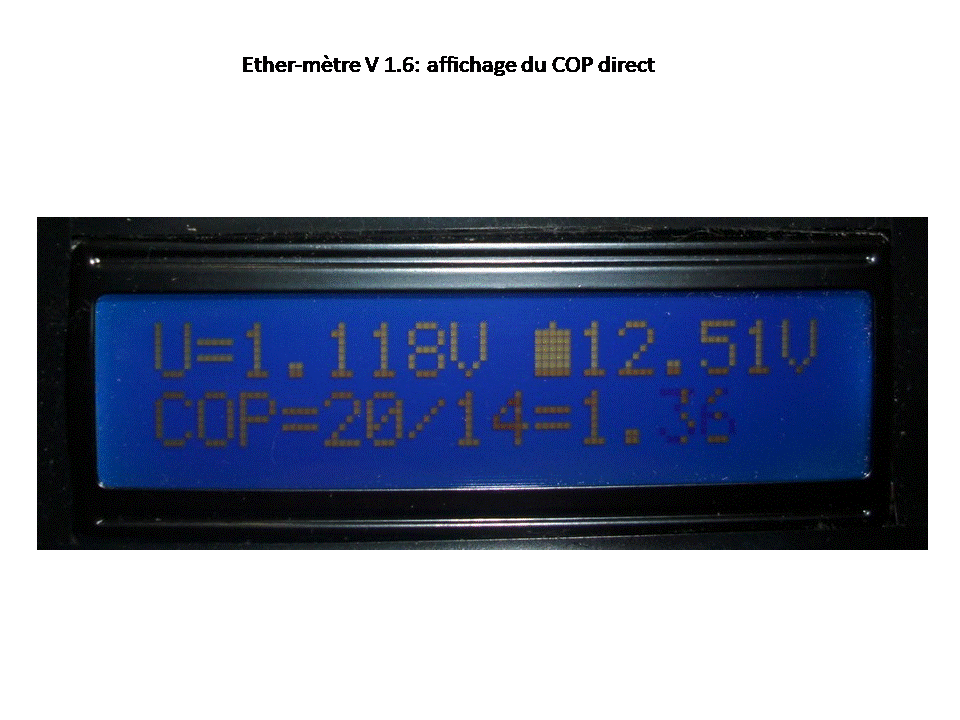 Ether-mètre V 1.6: affichage du COP direct
U=1.118V 12.51V
COP=20/14=1.36